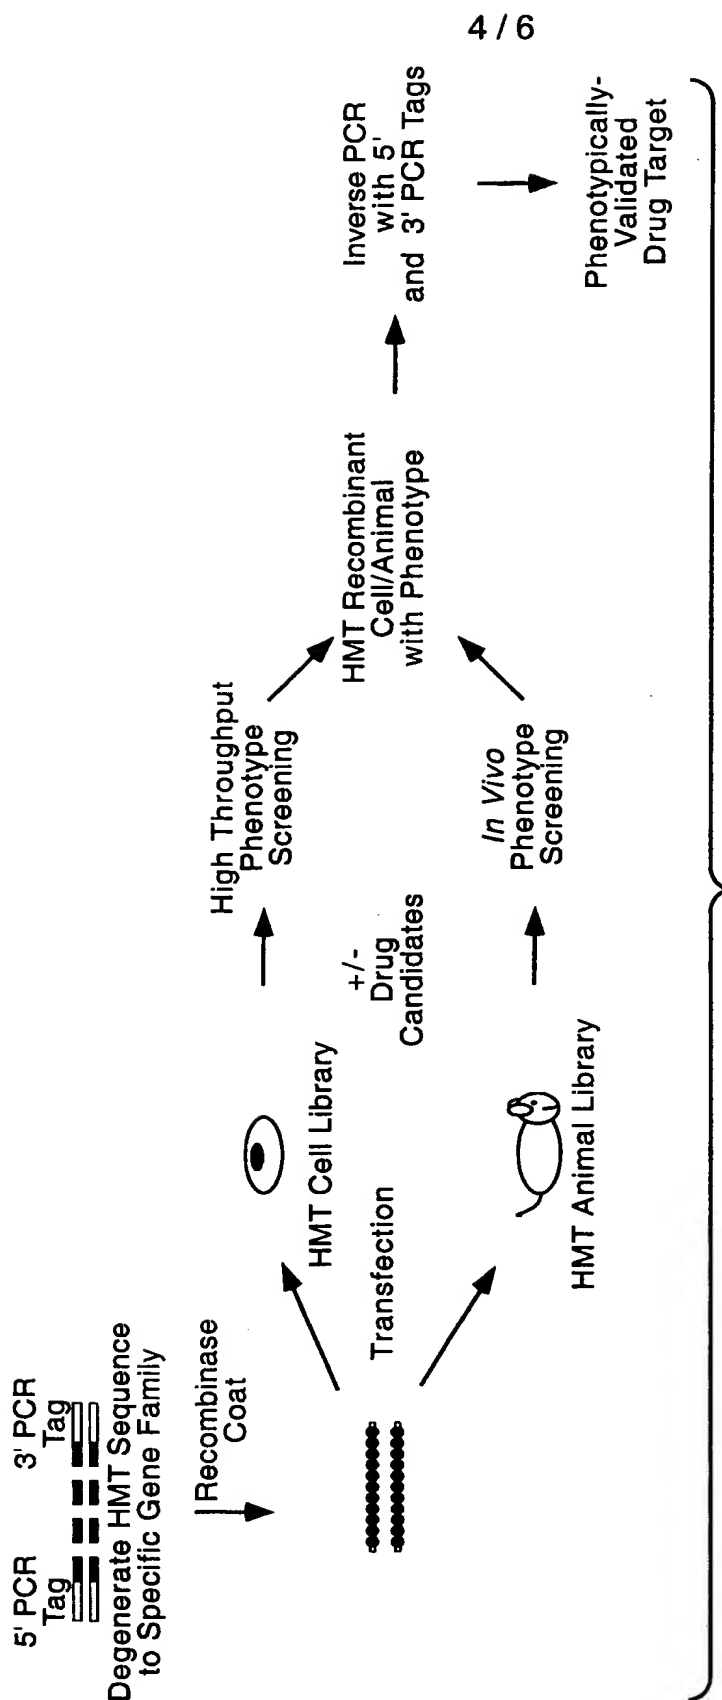 4 / 6
5' PCR
Tag
3' PCR
Tag
Degenerate HMT Sequence
to Specific Gene Family
Recombinase
Coat
Transfection
HMT Cell Library
HMT Animal Library
+/-
Drug
Candidates
High Throughput
Phenotype
Screening
In Vivo
Phenotype
Screening
HMT Recombinant
Cell/Animal
with Phenotype
Inverse PCR
with 5'
and 3' PCR Tags
Phenotypically-
Validated
Drug Target